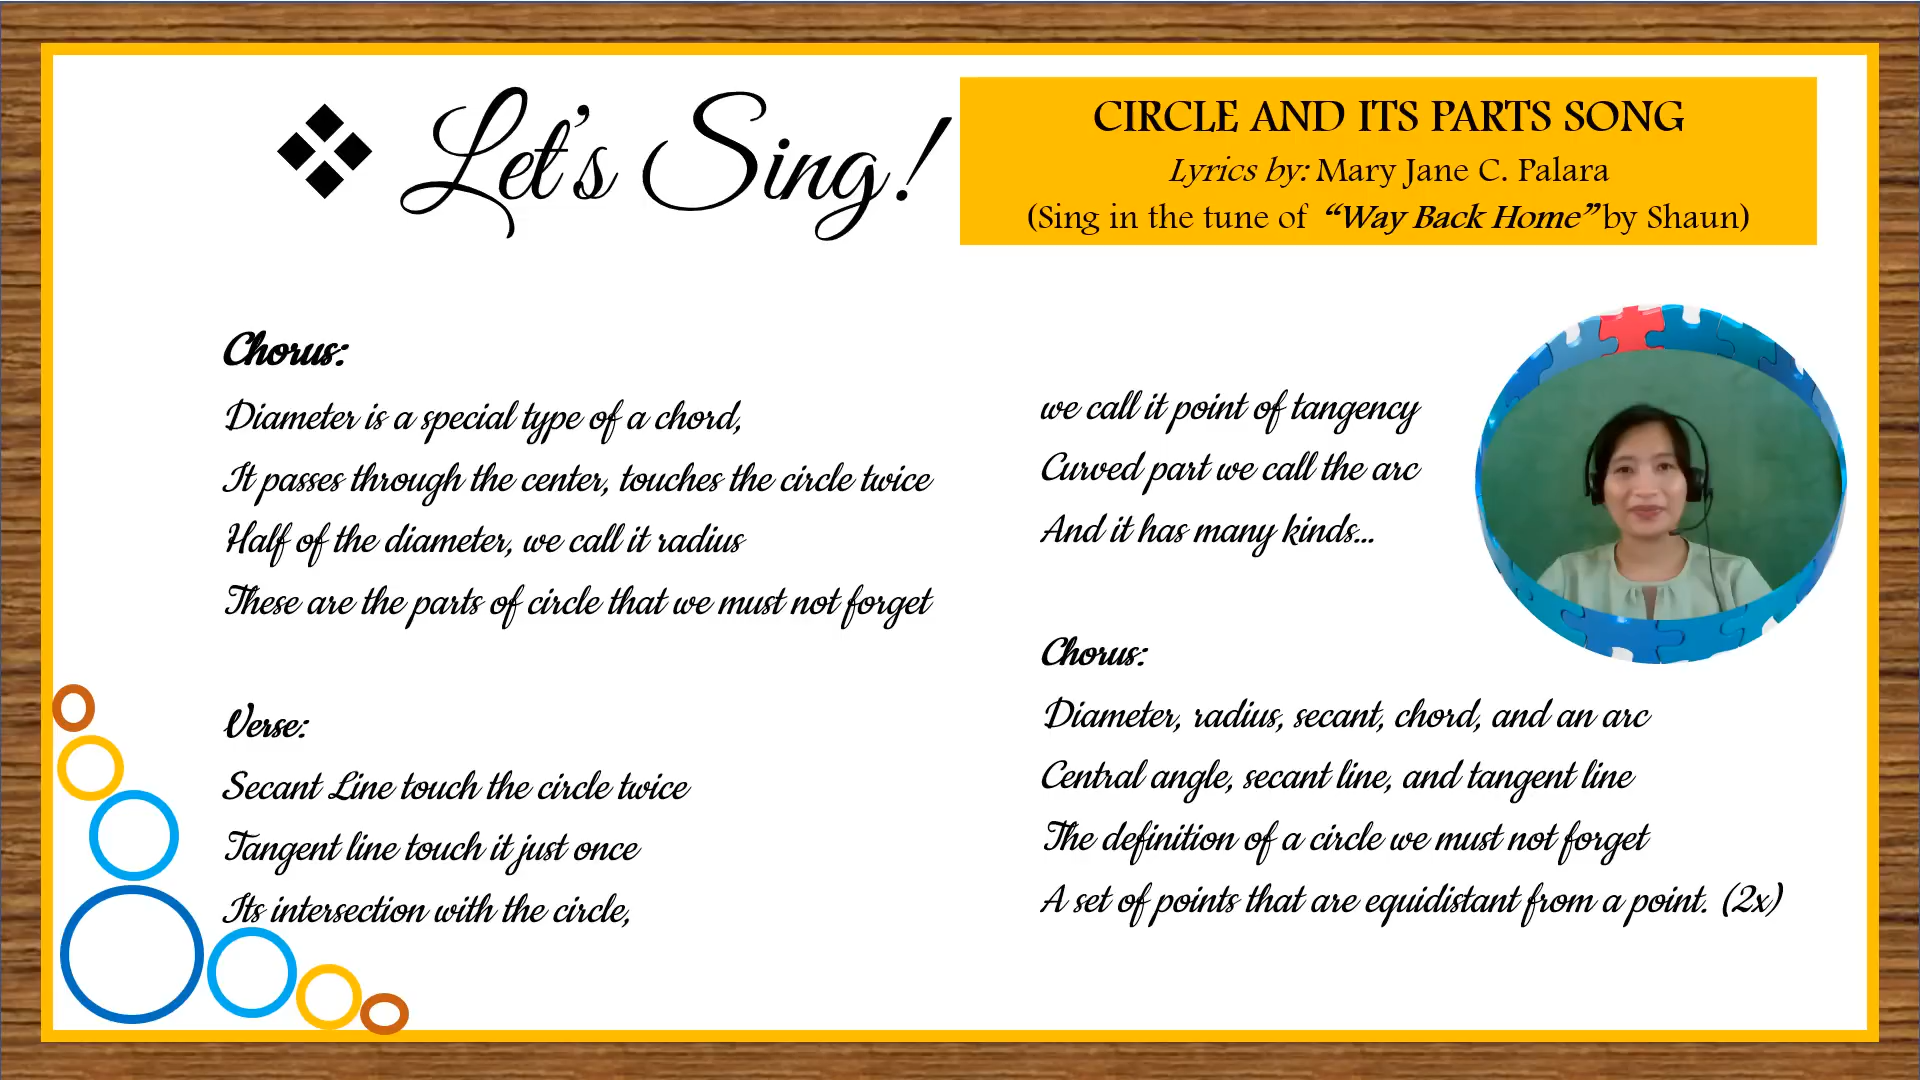 ❖ Let's Sing!
CIRCLE AND ITS PARTS SONG
Lyrics by: Mary Jane C. Palara
(Sing in the tune of “Way Back Home” by Shaun)
Chorus:
Diameter is a special type of a chord,
It passes through the center, touches the circle twice
Half of the diameter, we call it radius
These are the parts of circle that we must not forget
Verse:
Secant Line touch the circle twice
Tangent line touch it just once
Its intersection with the circle,
we call it point of tangency
Curved part we call the arc
And it has many kinds...
Chorus:
Diameter, radius, secant, chord, and an arc
Central angle, secant line, and tangent line
The definition of a circle we must not forget
A set of points that are equidistant from a point. (2x)